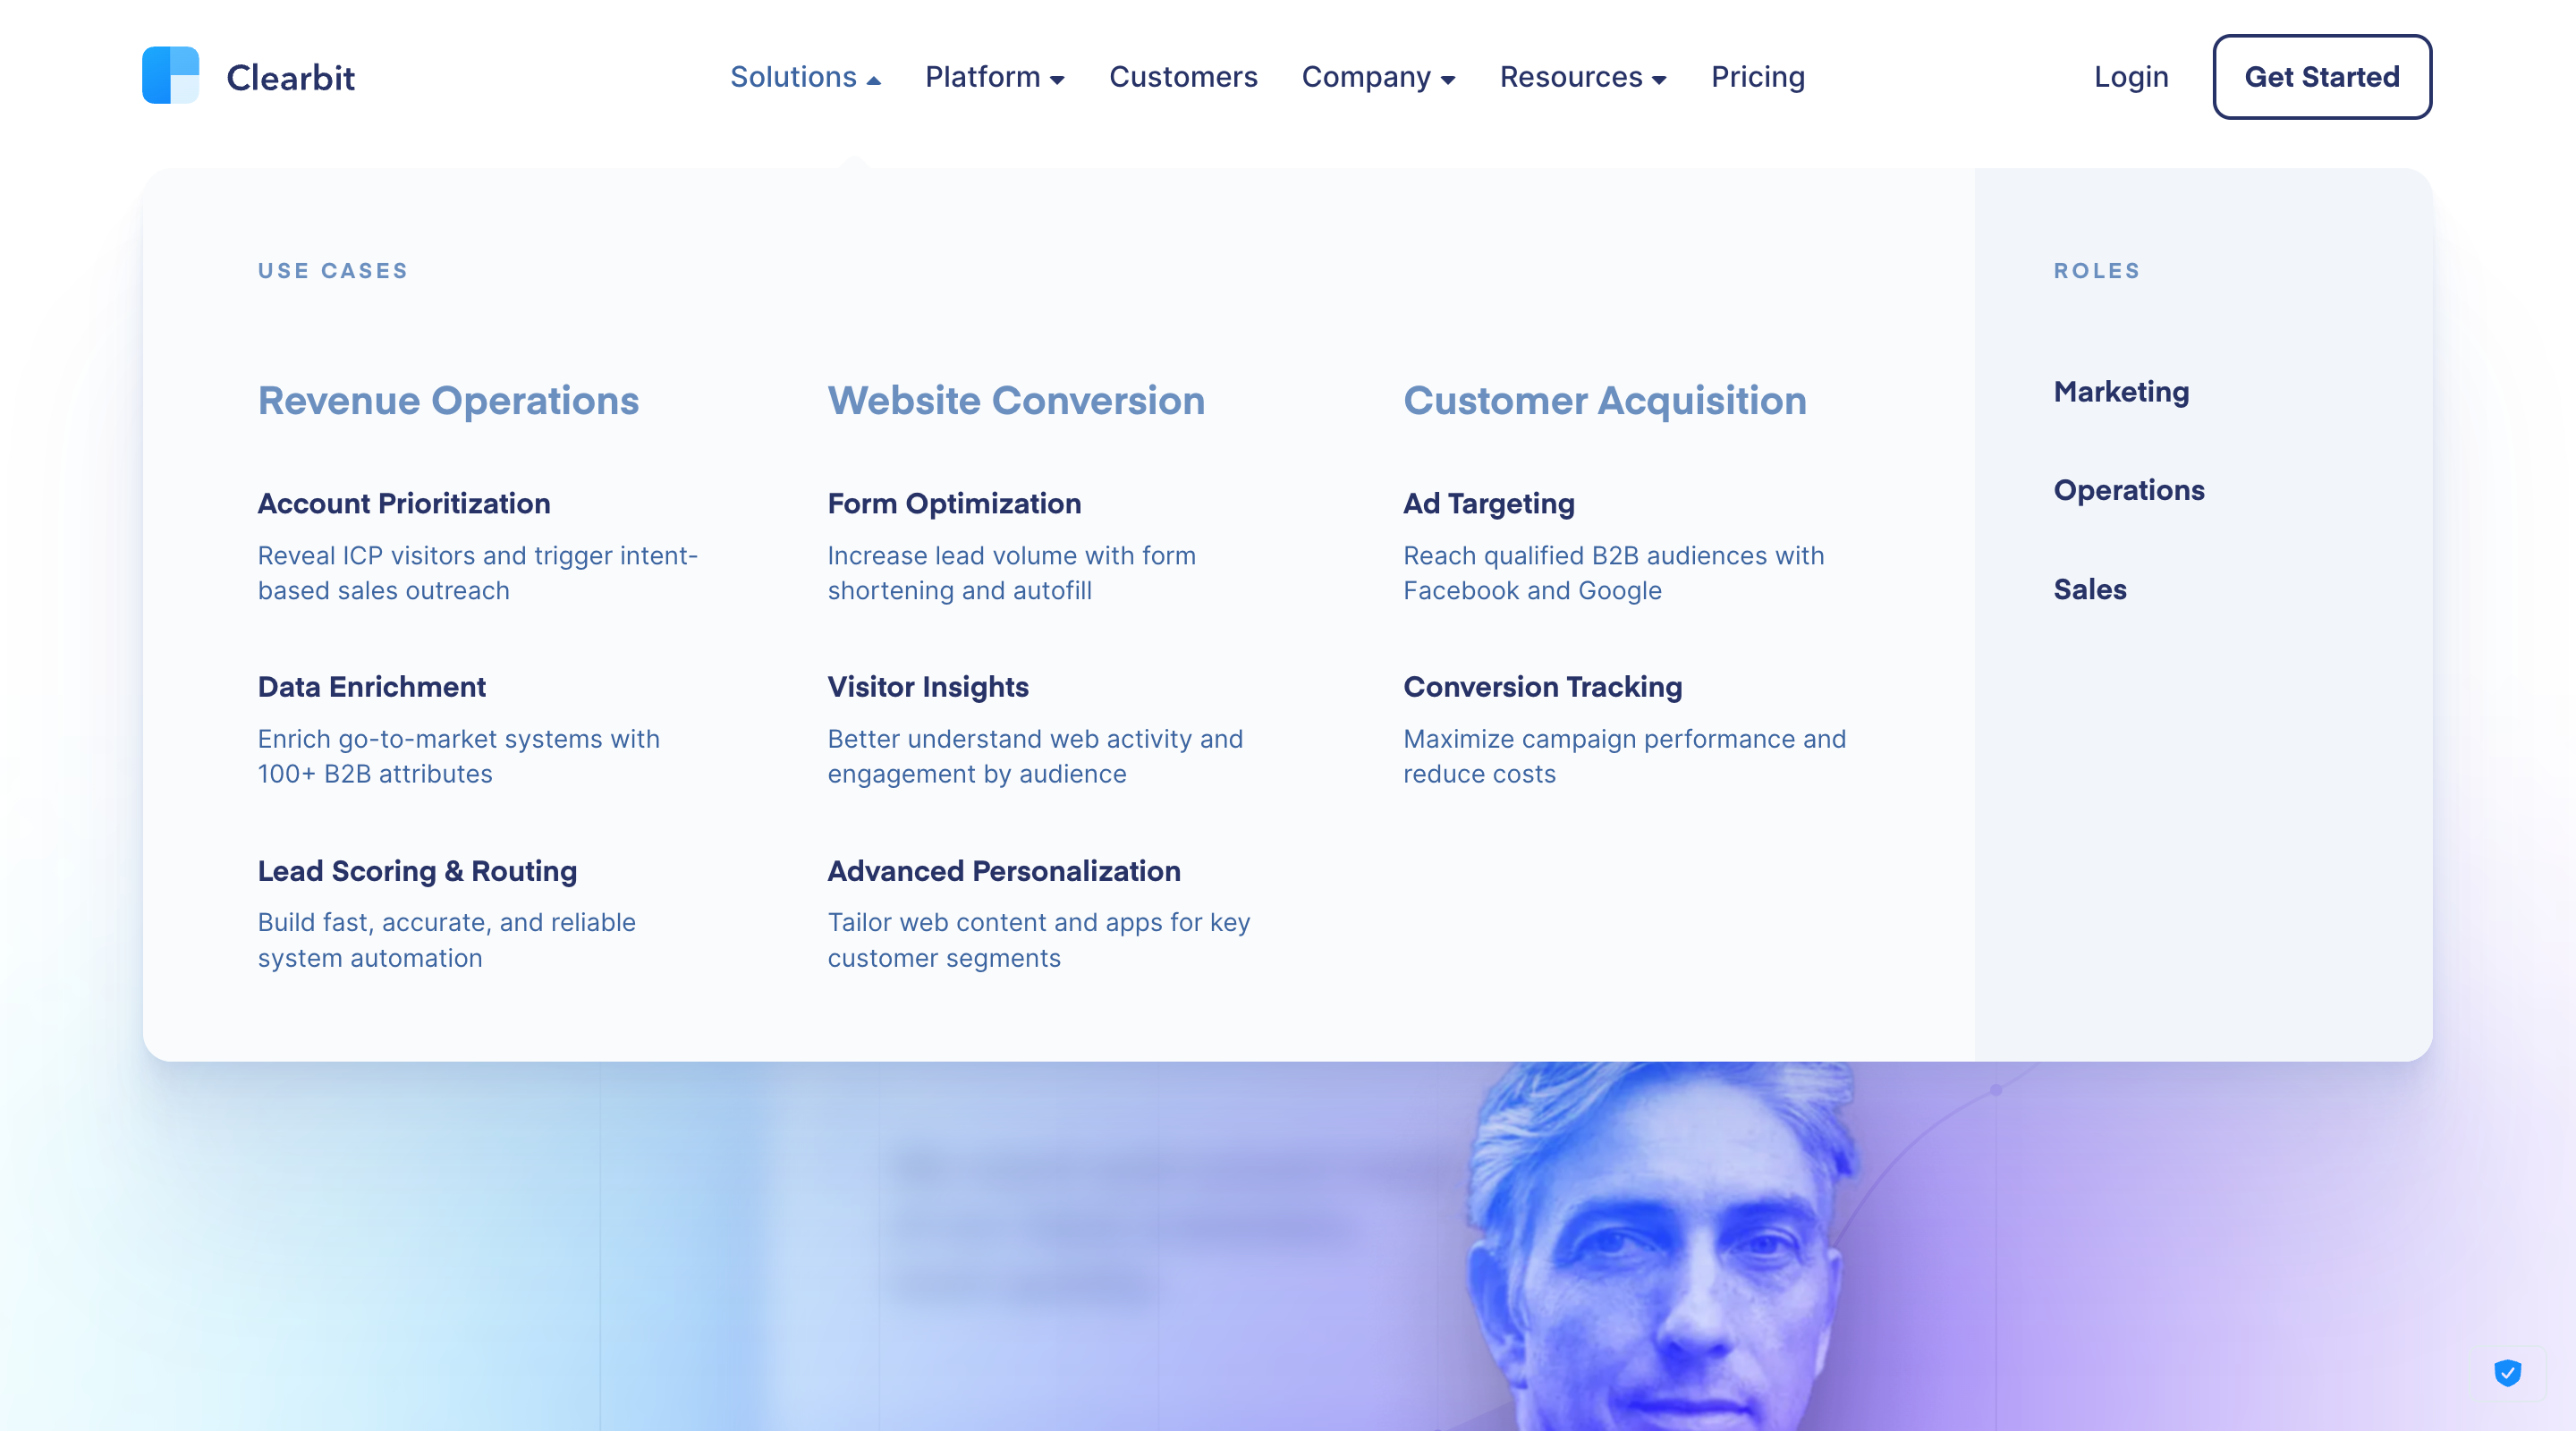 Clearbit
Solutions
Platform
Customers
Company
Resources
Pricing
Login
Get Started
USE CASES
Revenue Operations
Account Prioritization
Reveal ICP visitors and trigger intent-
based sales outreach
Data Enrichment
Enrich go-to-market systems with
100+ B2B attributes
Lead Scoring & Routing
Build fast, accurate, and reliable
system automation
Website Conversion
Form Optimization
Increase lead volume with form
shortening and autofill
Visitor Insights
Better understand web activity and
engagement by audience
Advanced Personalization
Tailor web content and apps for key
customer segments
Customer Acquisition
Ad Targeting
Reach qualified B2B audiences with
Facebook and Google
Conversion Tracking
Maximize campaign performance and
reduce costs
ROLES
Marketing
Operations
Sales